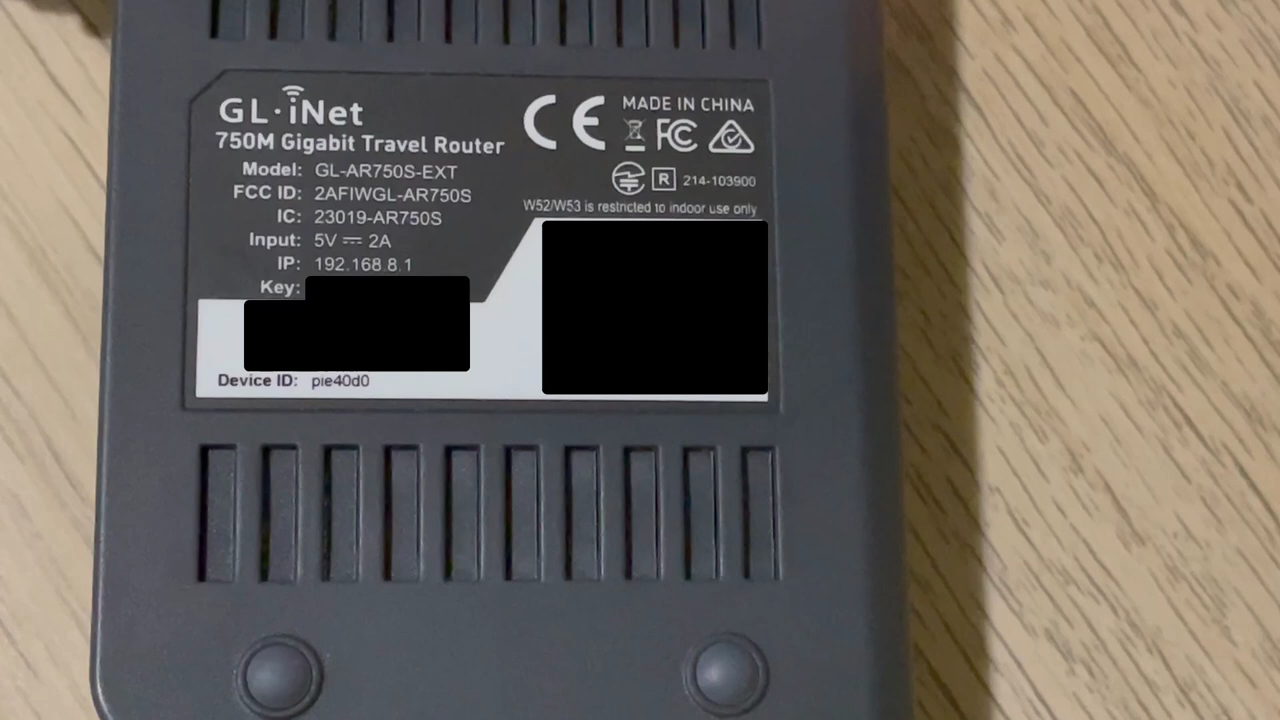 GL·iNet
750M Gigabit Travel Router
Model: GL-AR750S-EXT
FCC ID: 2AFIWGL-AR750S
IC: 23019-AR750S
Input: 5V ⎓ 2A
IP: 192.168.8.1
Key:
Device ID: pie40d0
CE
MADE IN CHINA
FC
R 214-103900
W52/W53 is restricted to indoor use only